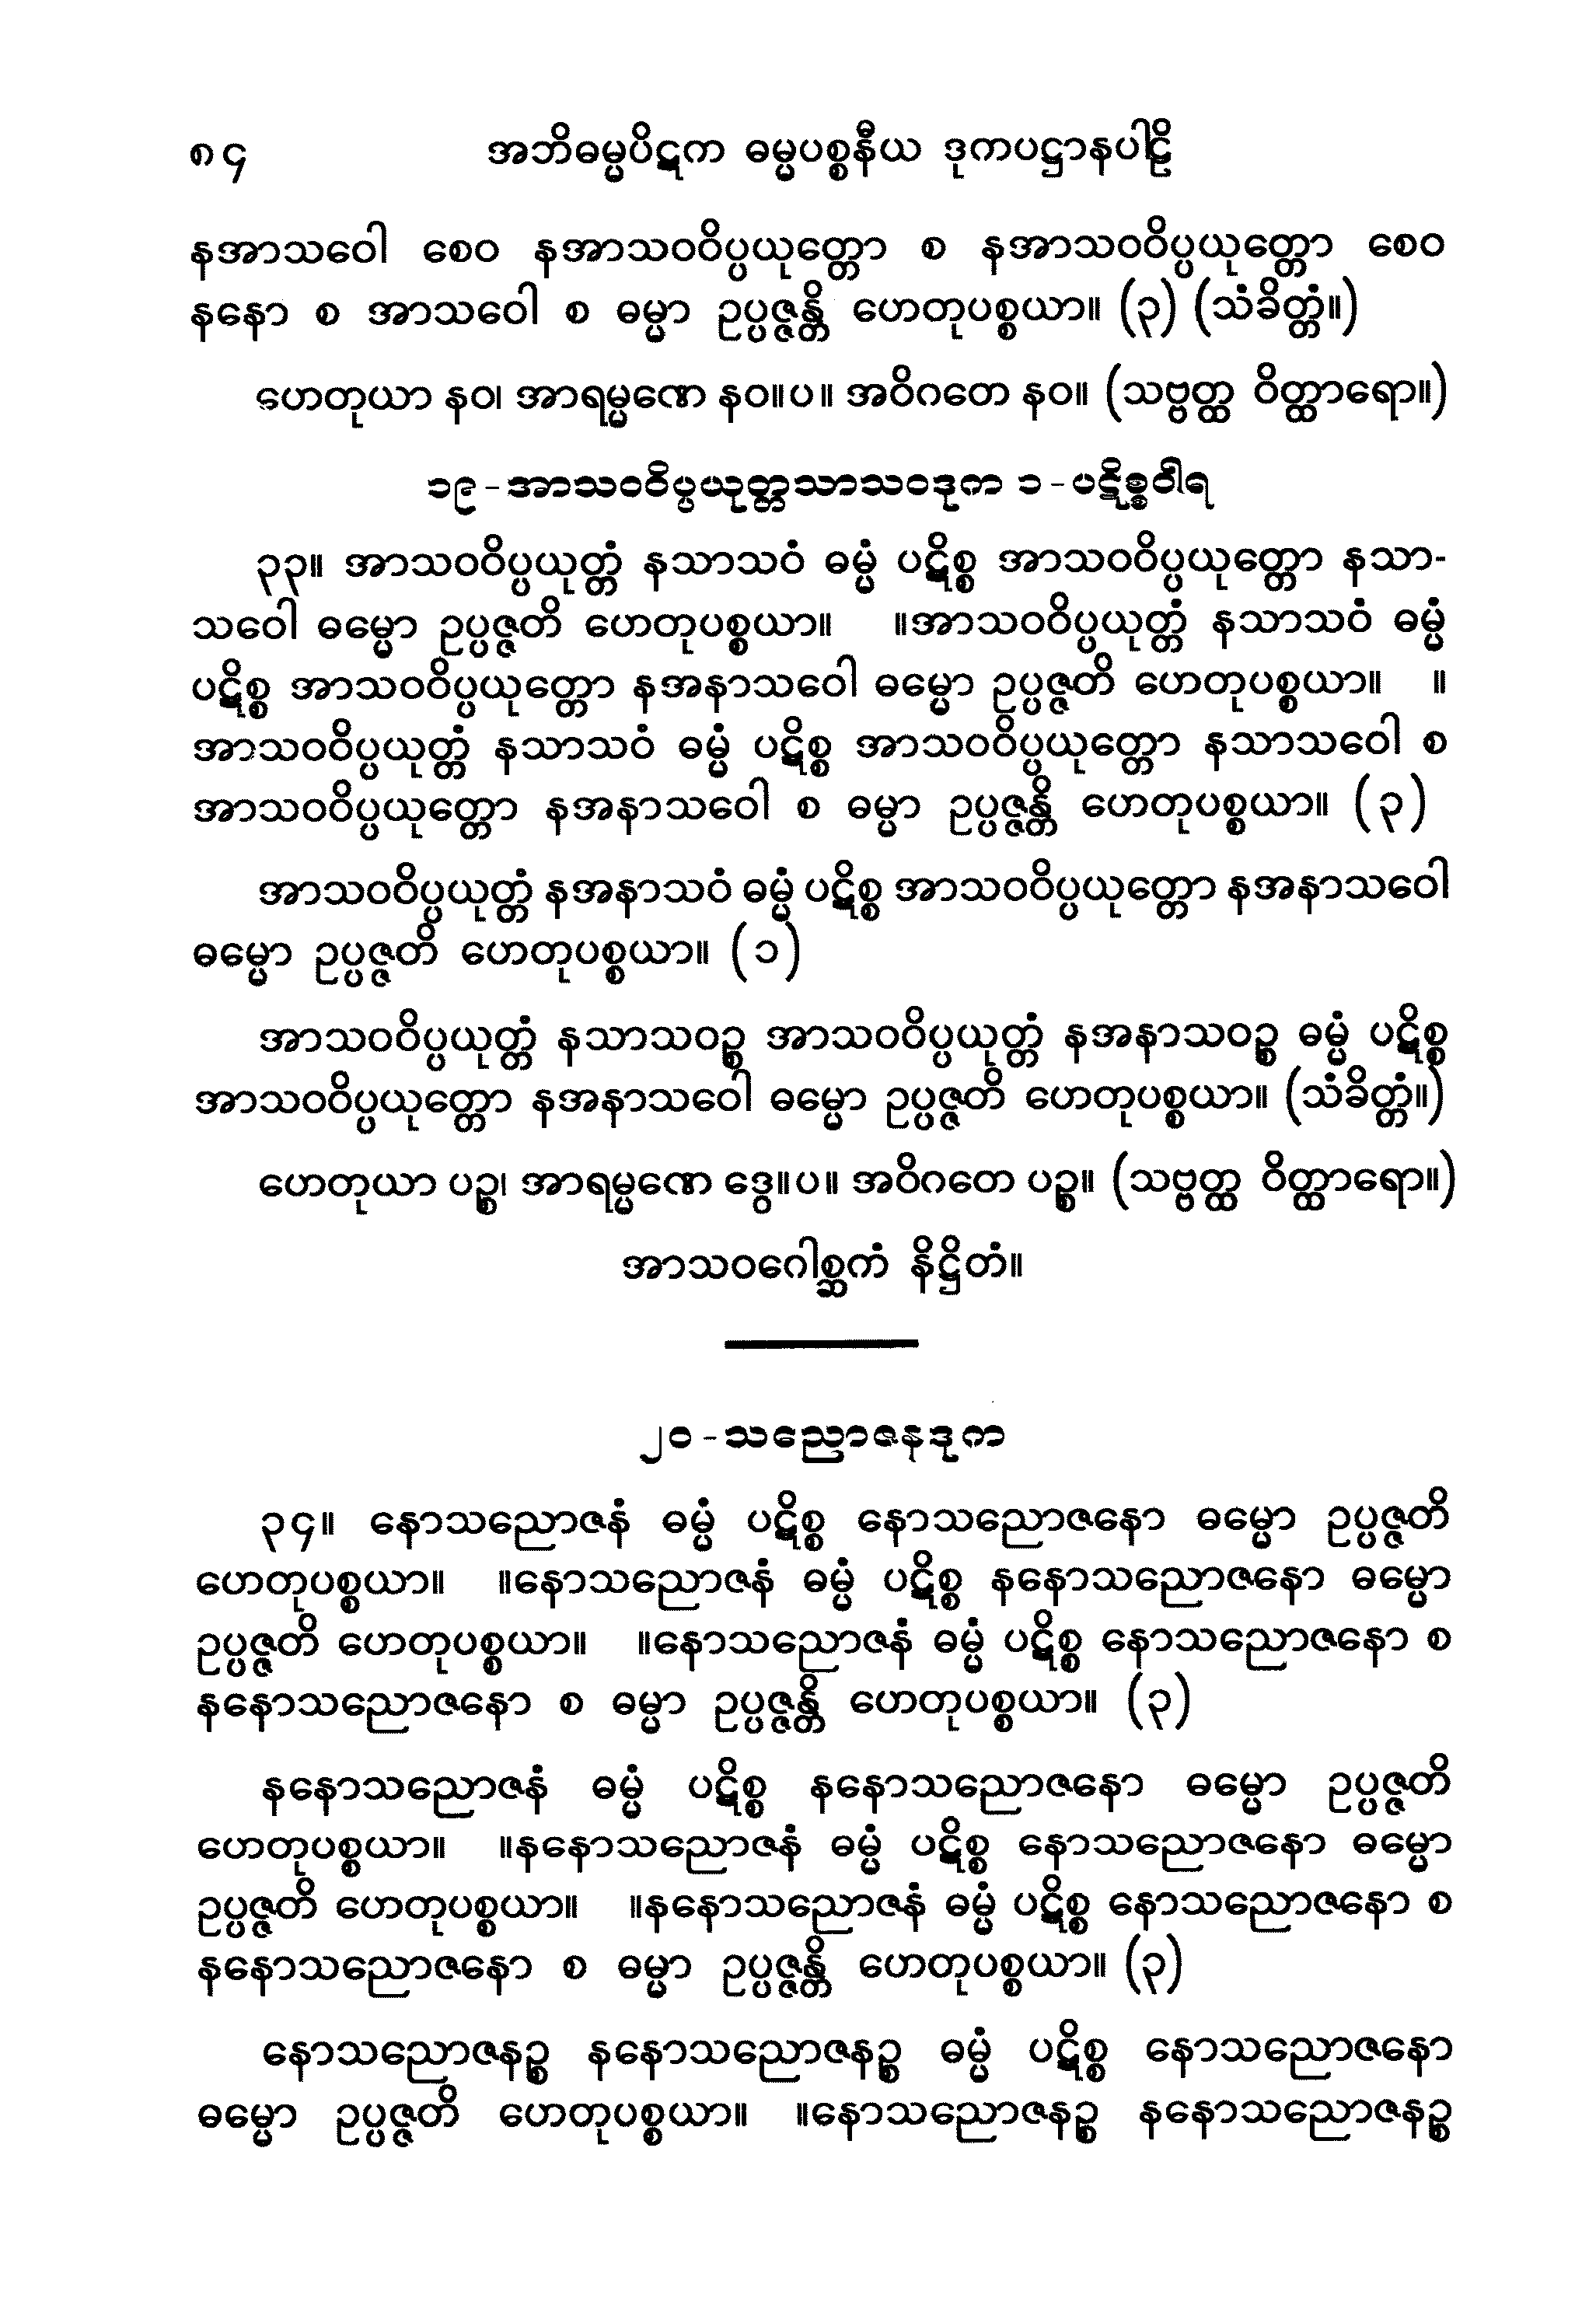 ၈၄ အဘိဓမ္မပိဋက ဓမ္မပစ္စနီယ ဒုကပဋ္ဌာနပါဠိ
နအာသဝေါ စေဝ နအာသဝဝိပ္ပယုတ္တော စ နအာသဝဝိပ္ပယုတ္တော စေဝ
နနော စ အာသဝေါ စ ဓမ္မာ ဥပ္ပဇ္ဇန္တိ ဟေတုပစ္စယာ။ (၃) (သံခိတ္တံ။)
ဟေတုယာ နဝ၊ အာရမ္မဏေ နဝ။ပ။ အဝိဂတေ နဝ။ (သဗ္ဗတ္ထ ဝိတ္ထာရော။)
၁၉-အာသဝဝိပ္ပယုတ္တသာသဝဒုက ၁-ပဋိစ္စဝါရ
၃၃။ အာသဝဝိပ္ပယုတ္တံ နသာသဝံ ဓမ္မံ ပဋိစ္စ အာသဝဝိပ္ပယုတ္တော နသာ-
သဝေါ ဓမ္မော ဥပ္ပဇ္ဇတိ ဟေတုပစ္စယာ။ ။အာသဝဝိပ္ပယုတ္တံ နသာသဝံ ဓမ္မံ
ပဋိစ္စ အာသဝဝိပ္ပယုတ္တော နအနာသဝေါ ဓမ္မော ဥပ္ပဇ္ဇတိ ဟေတုပစ္စယာ။ ။
အာသဝဝိပ္ပယုတ္တံ နသာသဝံ ဓမ္မံ ပဋိစ္စ အာသဝဝိပ္ပယုတ္တော နသာသဝေါ စ
အာသဝဝိပ္ပယုတ္တော နအနာသဝေါ စ ဓမ္မာ ဥပ္ပဇ္ဇန္တိ ဟေတုပစ္စယာ။ (၃)
အာသဝဝိပ္ပယုတ္တံ နအနာသဝံ ဓမ္မံ ပဋိစ္စ အာသဝဝိပ္ပယုတ္တော နအနာသဝေါ
ဓမ္မော ဥပ္ပဇ္ဇတိ ဟေတုပစ္စယာ။ (၁)
အာသဝဝိပ္ပယုတ္တံ နသာသဝဉ္စ အာသဝဝိပ္ပယုတ္တံ နအနာသဝဉ္စ ဓမ္မံ ပဋိစ္စ
အာသဝဝိပ္ပယုတ္တော နအနာသဝေါ ဓမ္မော ဥပ္ပဇ္ဇတိ ဟေတုပစ္စယာ။ (သံခိတ္တံ။)
ဟေတုယာ ပဉ္စ၊ အာရမ္မဏေ ဒွေ။ပ။ အဝိဂတေ ပဉ္စ။ (သဗ္ဗတ္ထ ဝိတ္ထာရော။)
အာသဝဂေါစ္ဆကံ နိဋ္ဌိတံ။
၂၀-သညောဇနဒုက
၃၄။ နောသညောဇနံ ဓမ္မံ ပဋိစ္စ နောသညောဇနော ဓမ္မော ဥပ္ပဇ္ဇတိ
ဟေတုပစ္စယာ။ ။နောသညောဇနံ ဓမ္မံ ပဋိစ္စ နနောသညောဇနော ဓမ္မော
ဥပ္ပဇ္ဇတိ ဟေတုပစ္စယာ။ ။နောသညောဇနံ ဓမ္မံ ပဋိစ္စ နောသညောဇနော စ
နနောသညောဇနော စ ဓမ္မာ ဥပ္ပဇ္ဇန္တိ ဟေတုပစ္စယာ။ (၃)
နနောသညောဇနံ ဓမ္မံ ပဋိစ္စ နနောသညောဇနော ဓမ္မော ဥပ္ပဇ္ဇတိ
ဟေတုပစ္စယာ။ ။နနောသညောဇနံ ဓမ္မံ ပဋိစ္စ နောသညောဇနော ဓမ္မော
ဥပ္ပဇ္ဇတိ ဟေတုပစ္စယာ။ ။နနောသညောဇနံ ဓမ္မံ ပဋိစ္စ နောသညောဇနော စ
နနောသညောဇနော စ ဓမ္မာ ဥပ္ပဇ္ဇန္တိ ဟေတုပစ္စယာ။ (၃)
နောသညောဇနဉ္စ နနောသညောဇနဉ္စ ဓမ္မံ ပဋိစ္စ နောသညောဇနော
ဓမ္မော ဥပ္ပဇ္ဇတိ ဟေတုပစ္စယာ။ ။နောသညောဇနဉ္စ နနောသညောဇနဉ္စ